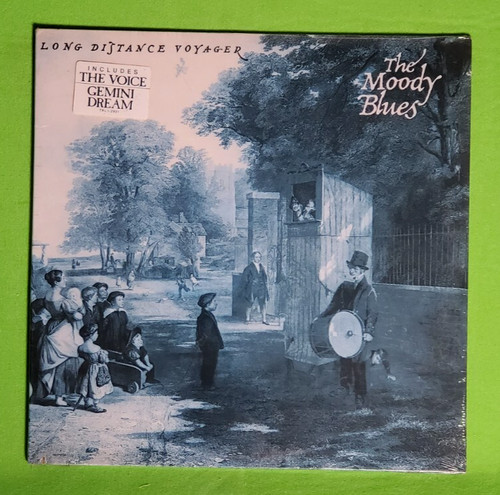 LONG DISTANCE VOYAGER
INCLUDES
THE VOICE
GEMINI
DREAM
The
Moody
Blues